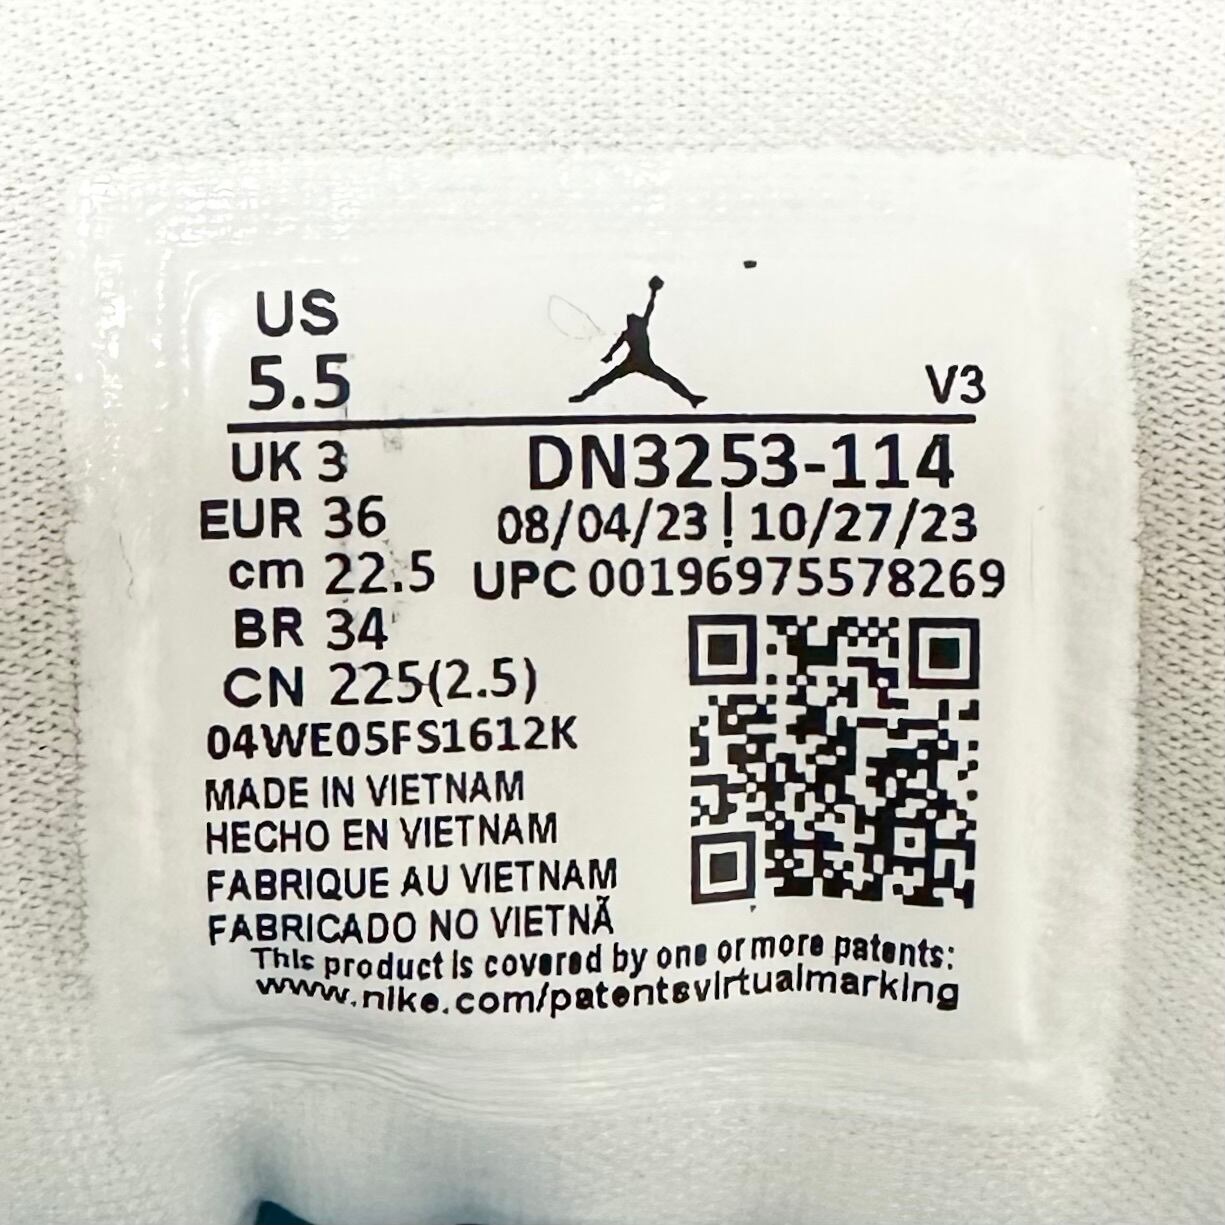 US
5.5
V3
UK 3
DN3253-114
EUR 36
08/04/23 | 10/27/23
cm 22.5
UPC 00196975578269
BR 34
CN 225(2.5)
04WE05FS1612K
MADE IN VIETNAM
HECHO EN VIETNAM
FABRIQUE AU VIETNAM
FABRICADO NO VIETNÃ
This product is covered by one or more patents:
www.nike.com/patentsvirtualmarking